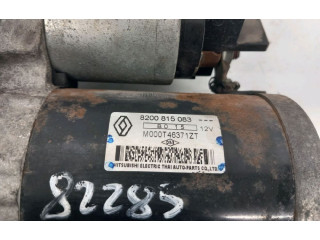 8200 815 083 ---
12V
M000T46371ZT
MITSUBISHI ELECTRIC THAI AUTO-PARTS CO.,LTD
82285